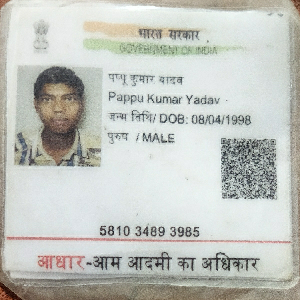 भारत सरकार
GOVERNMENT OF INDIA
पप्पू कुमार यादव
Pappu Kumar Yadav
जन्म तिथि/ DOB: 08/04/1998
पुरुष / MALE
5810 3489 3985
आधार-आम आदमी का अधिकार